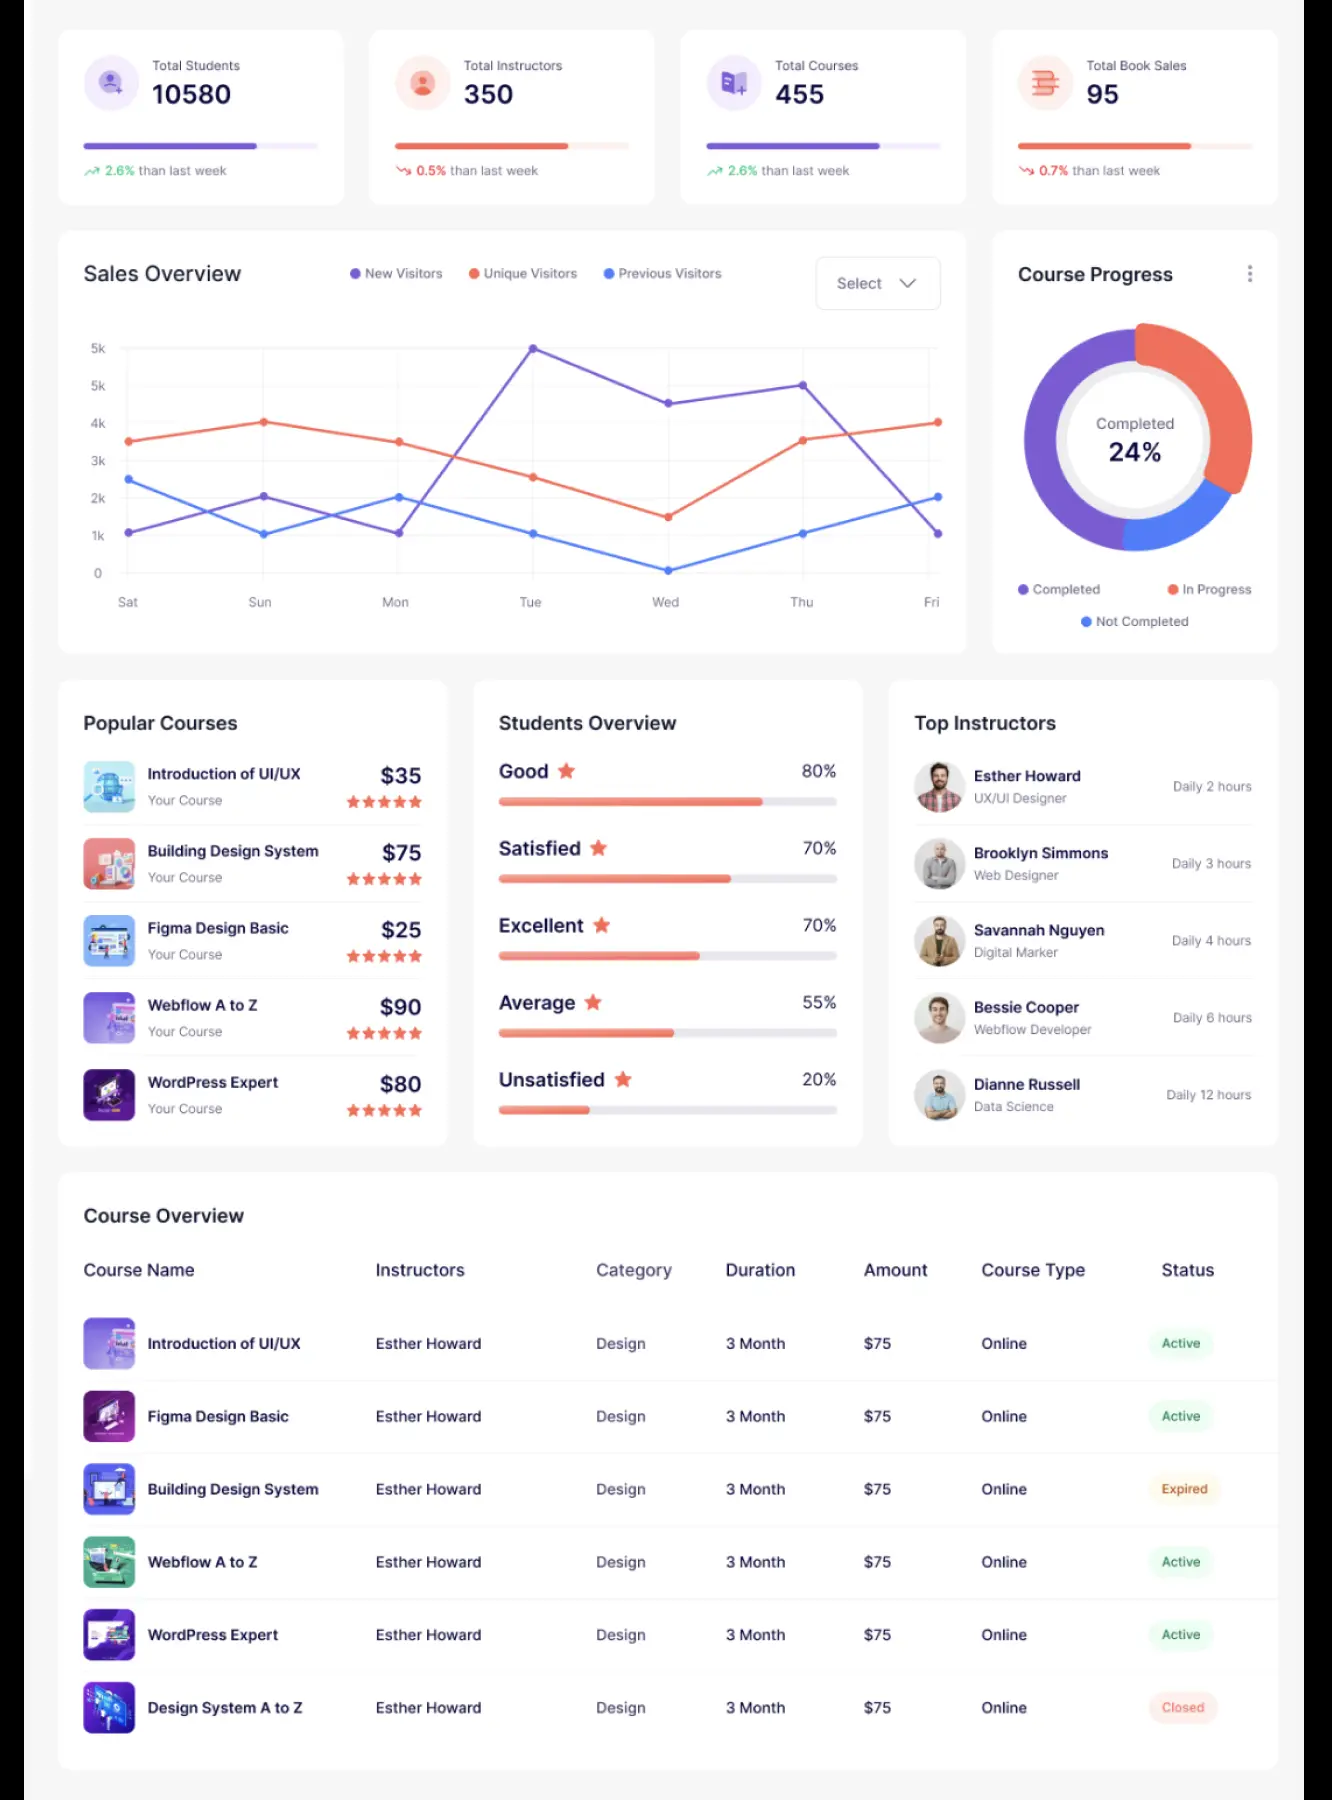 Total Students
10580
2.6% than last week
Total Instructors
350
0.5% than last week
Total Courses
455
2.6% than last week
Total Book Sales
95
0.7% than last week
Sales Overview
New Visitors
Unique Visitors
Previous Visitors
Select
5k
5k
4k
3k
2k
1k
0
Sat Sun Mon Tue Wed Thu Fri
Course Progress
Completed
24%
Completed
In Progress
Not Completed
Popular Courses
Introduction of UI/UX $35
Your Course
Building Design System $75
Your Course
Figma Design Basic $25
Your Course
Webflow A to Z $90
Your Course
WordPress Expert $80
Your Course
Students Overview
Good 80%
Satisfied 70%
Excellent 70%
Average 55%
Unsatisfied 20%
Top Instructors
Esther Howard
UX/UI Designer
Daily 2 hours
Brooklyn Simmons
Web Designer
Daily 3 hours
Savannah Nguyen
Digital Marker
Daily 4 hours
Bessie Cooper
Webflow Developer
Daily 6 hours
Dianne Russell
Data Science
Daily 12 hours
Course Overview
Course Name Instructors Category Duration Amount Course Type Status
Introduction of UI/UX Esther Howard Design 3 Month $75 Online Active
Figma Design Basic Esther Howard Design 3 Month $75 Online Active
Building Design System Esther Howard Design 3 Month $75 Online Expired
Webflow A to Z Esther Howard Design 3 Month $75 Online Active
WordPress Expert Esther Howard Design 3 Month $75 Online Active
Design System A to Z Esther Howard Design 3 Month $75 Online Closed